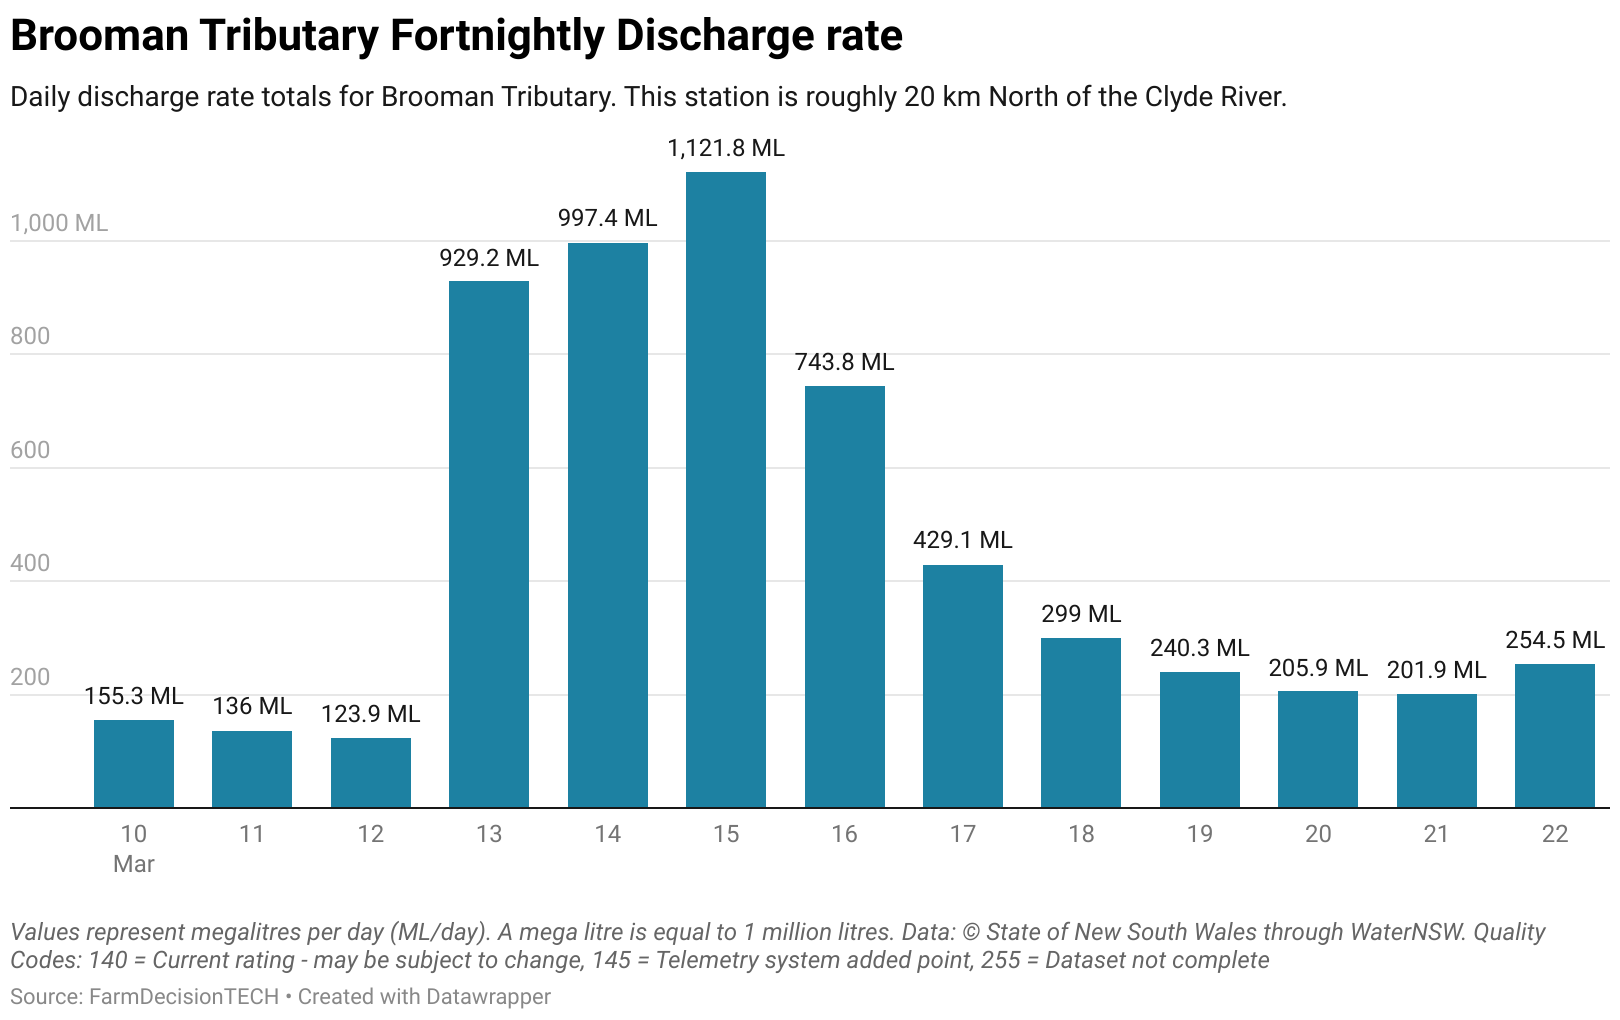 Brooman Tributary Fortnightly Discharge rate
Daily discharge rate totals for Brooman Tributary. This station is roughly 20 km North of the Clyde River.
1,121.8 ML
997.4 ML
1,000 ML
929.2 ML
800
743.8 ML
600
429.1 ML
400
299 ML
254.5 ML
240.3 ML
205.9 ML
201.9 ML
200
155.3 ML
136 ML
123.9 ML
10 11 12 13 14 15 16 17 18 19 20 21 22
Mar
Values represent megalitres per day (ML/day). A mega litre is equal to 1 million litres. Data: © State of New South Wales through WaterNSW. Quality
Codes: 140 = Current rating - may be subject to change, 145 = Telemetry system added point, 255 = Dataset not complete
Source: FarmDecisionTECH • Created with Datawrapper